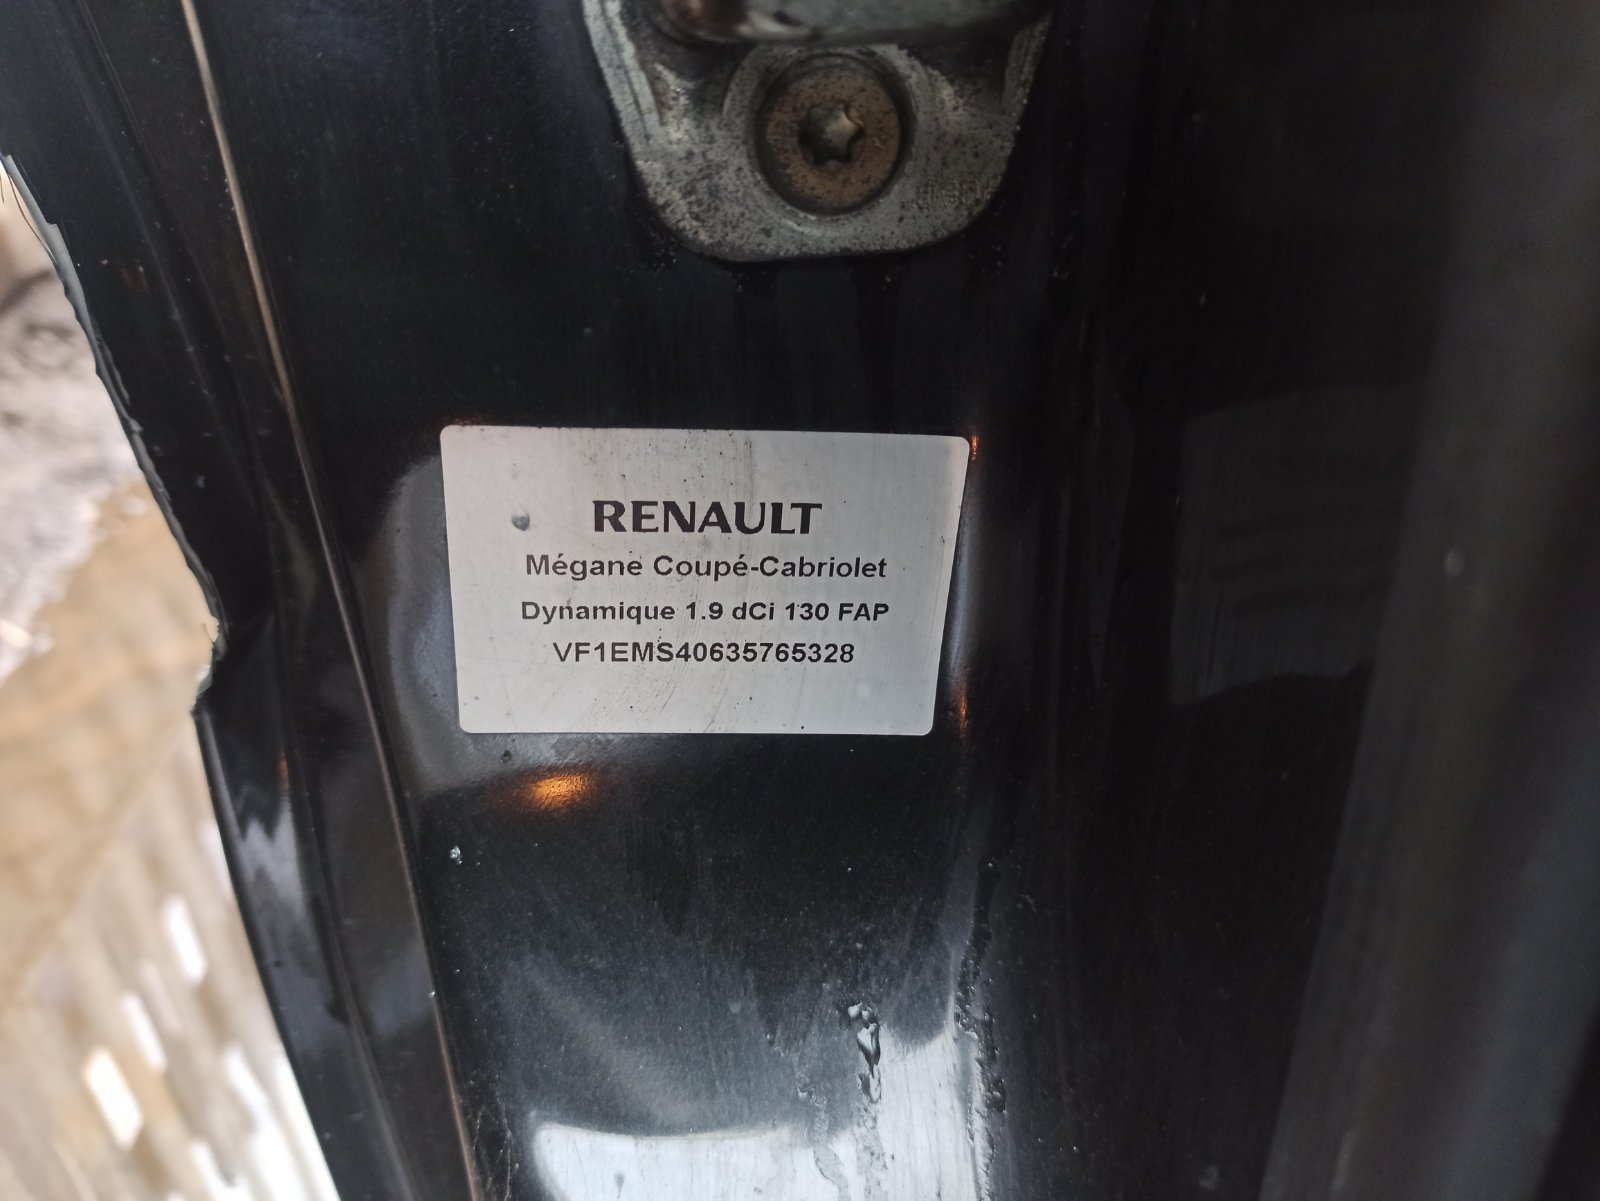 RENAULT
Mégane Coupé-Cabriolet
Dynamique 1.9 dCi 130 FAP
VF1EMS40635765328